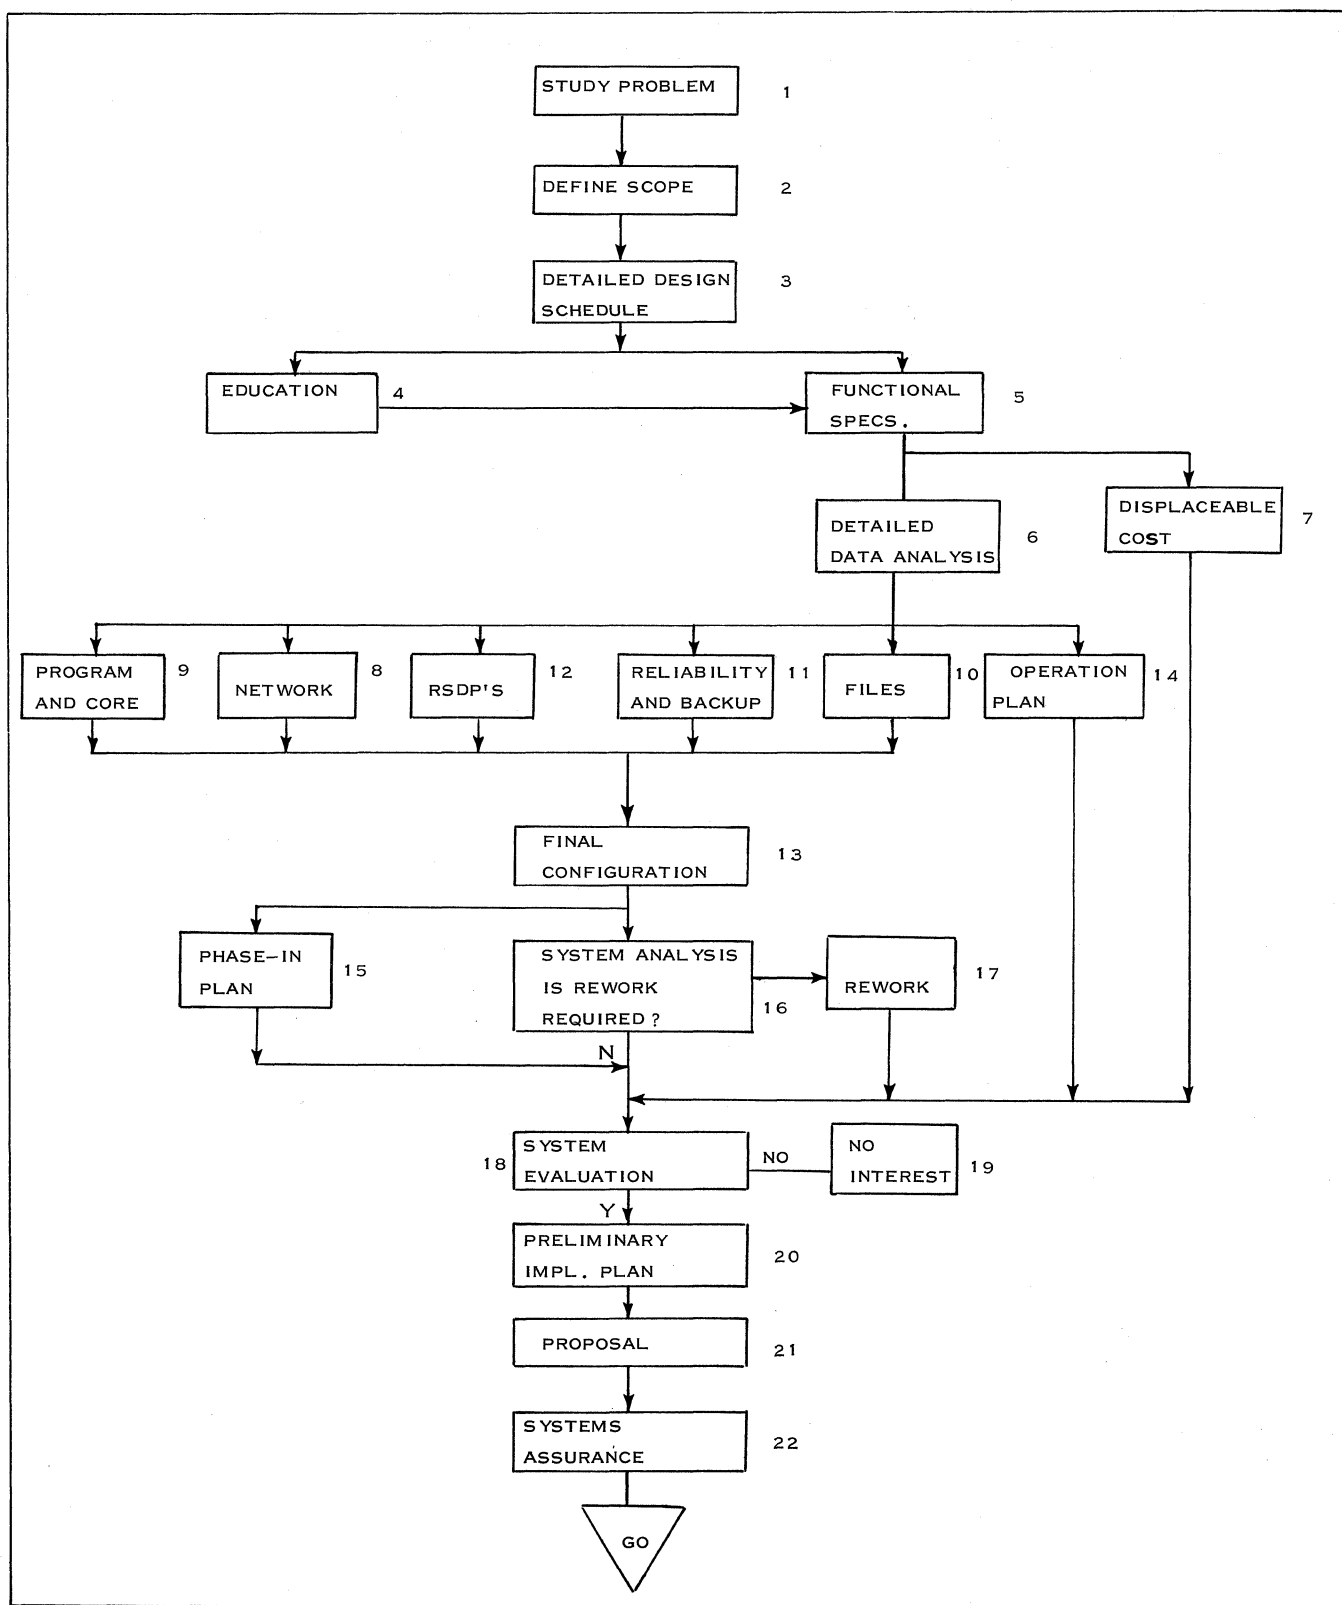 STUDY PROBLEM
1
DEFINE SCOPE
2
DETAILED DESIGN
SCHEDULE
3
EDUCATION
4
FUNCTIONAL
SPECS.
5
DETAILED
DATA ANALYSIS
6
DISPLACEABLE
COST
7
PROGRAM
AND CORE
9
NETWORK
8
RSDP'S
12
RELIABILITY
AND BACKUP
11
FILES
10
OPERATION
PLAN
14
FINAL
CONFIGURATION
13
PHASE-IN
PLAN
15
SYSTEM ANALYSIS
IS REWORK
REQUIRED?
16
REWORK
17
N
18
SYSTEM
EVALUATION
NO
NO
INTEREST
19
Y
PRELIMINARY
IMPL. PLAN
20
PROPOSAL
21
SYSTEMS
ASSURANCE
22
GO